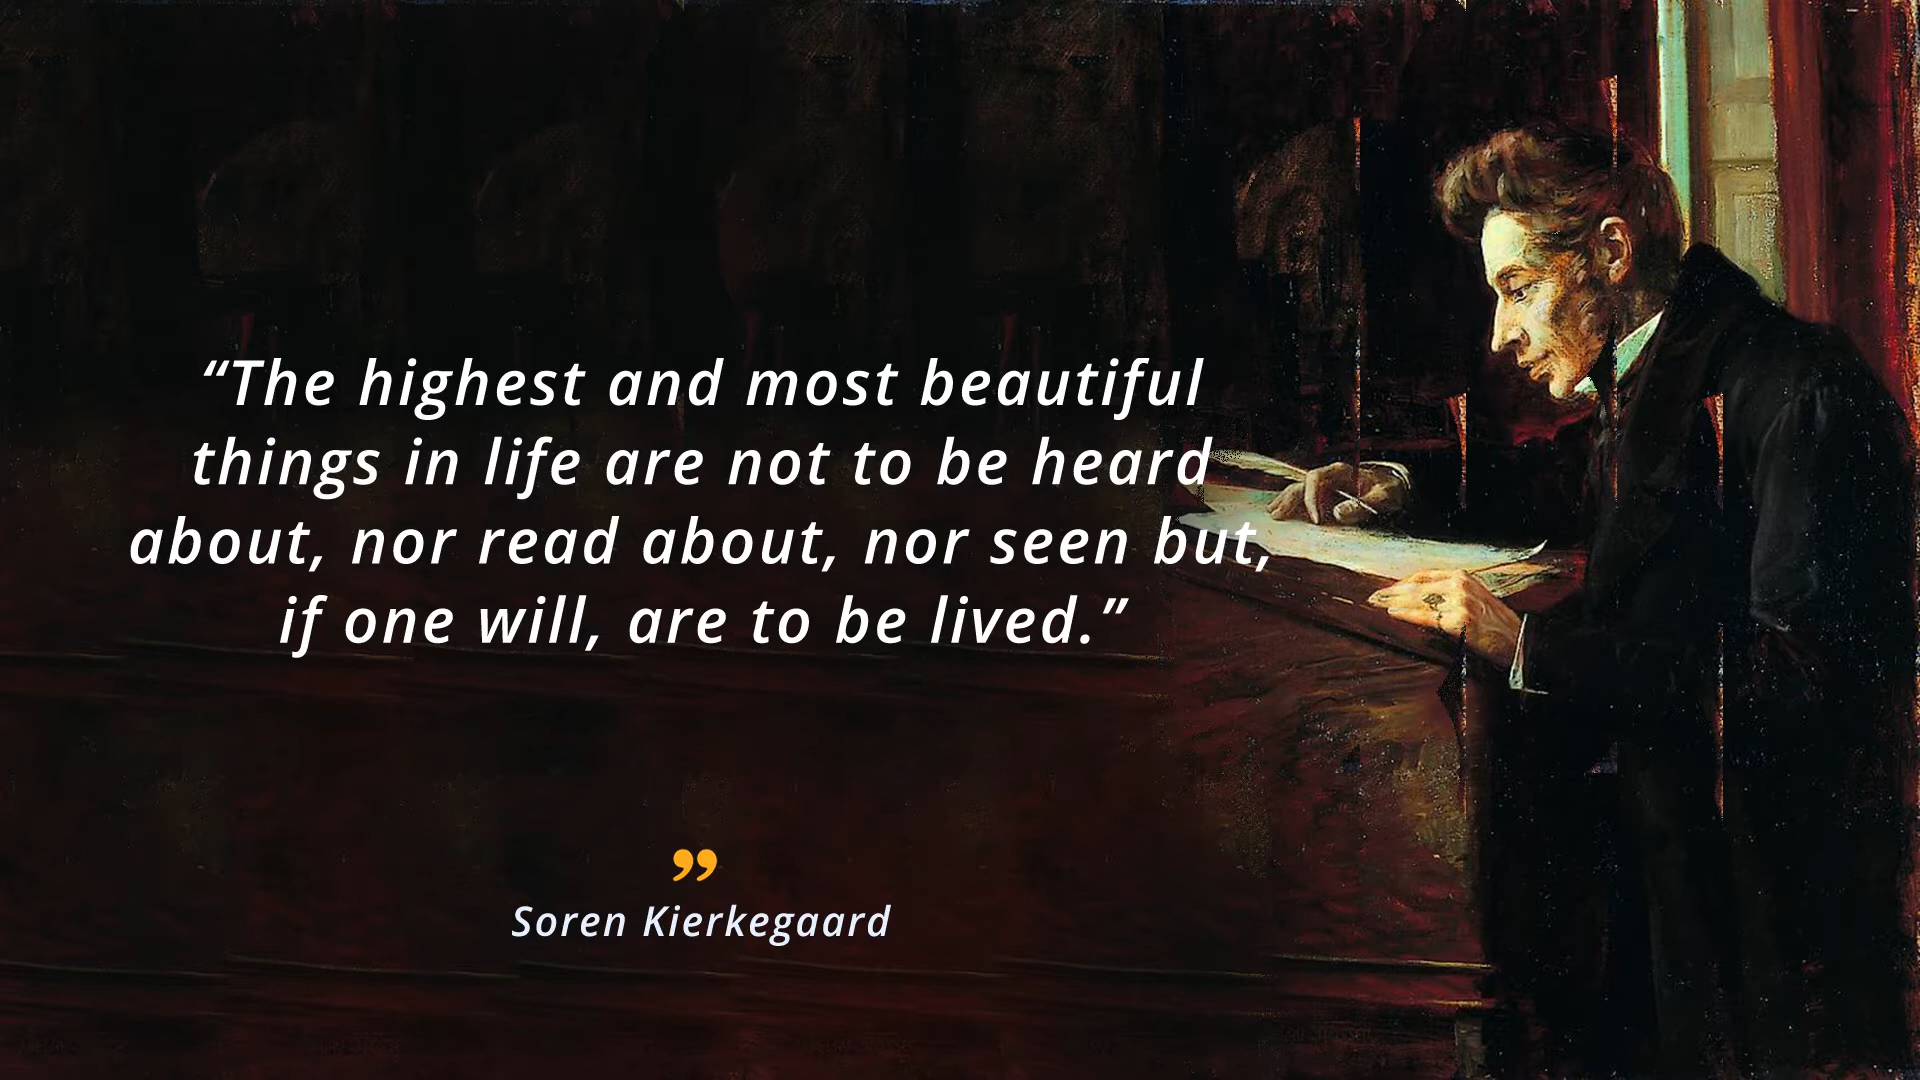 “The highest and most beautiful
things in life are not to be heard
about, nor read about, nor seen but,
if one will, are to be lived.”
”
Soren Kierkegaard